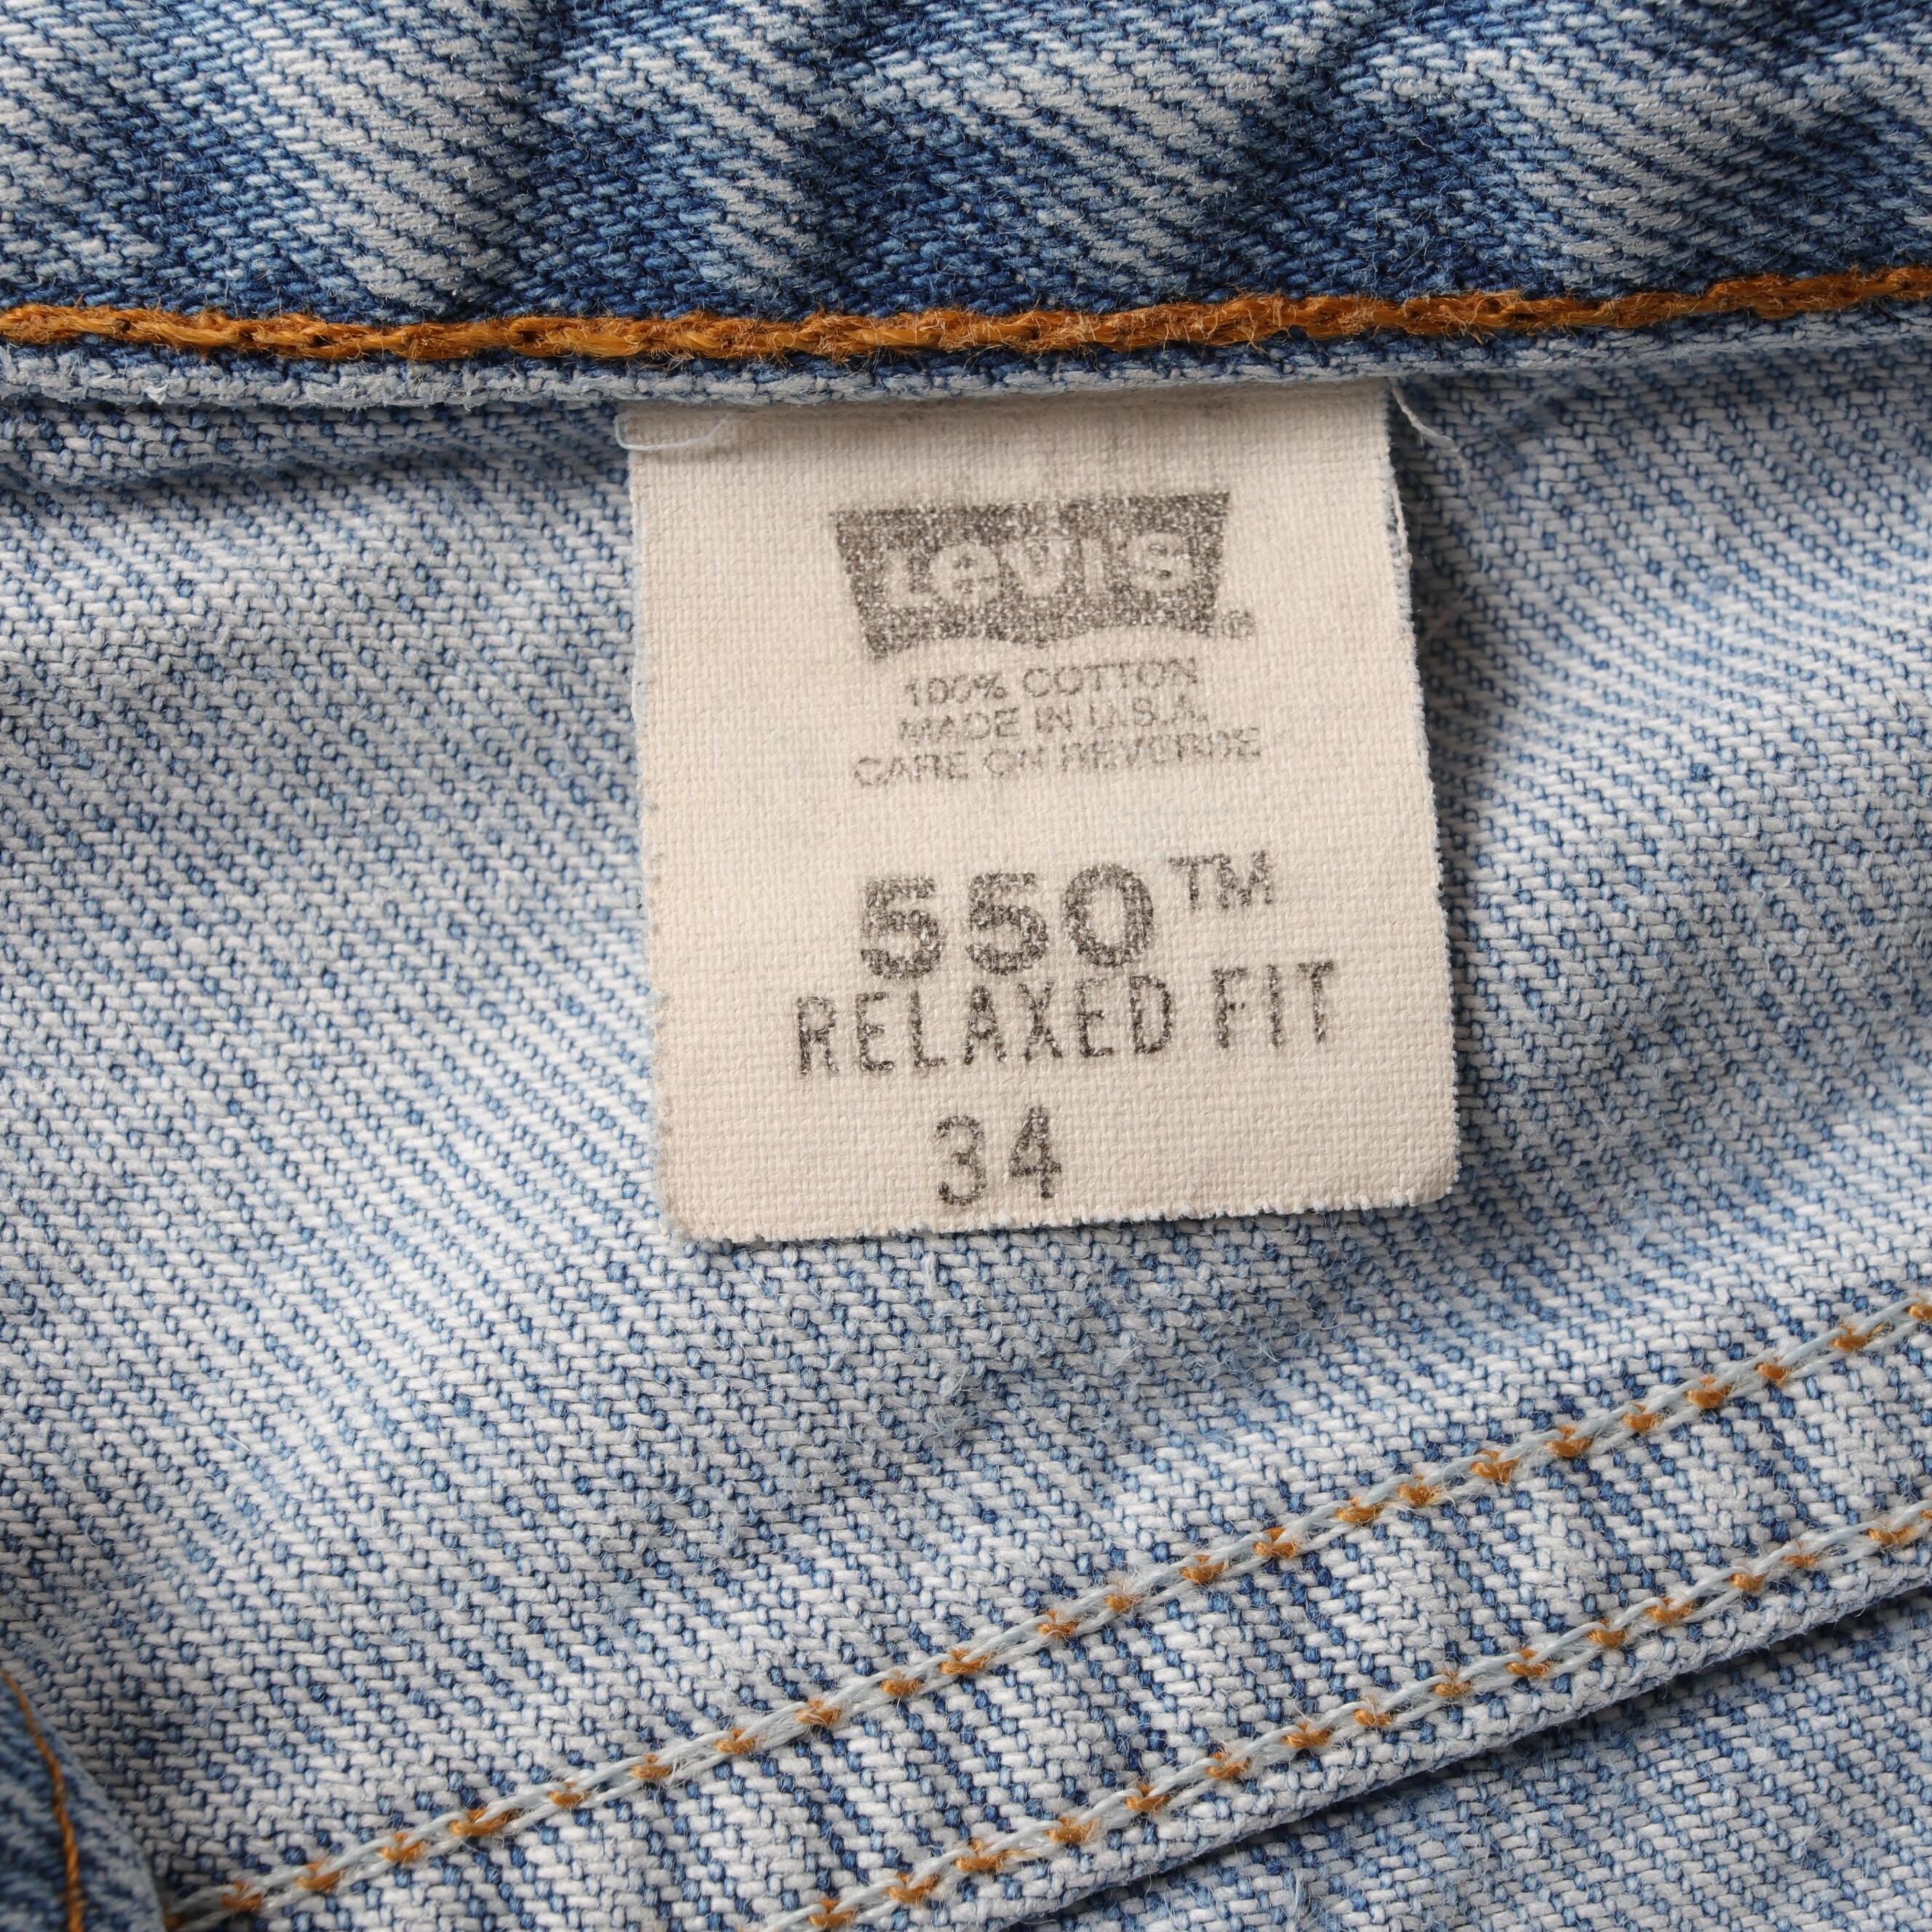 Levi's®
100% COTTON
MADE IN U.S.A.
CARE ON REVERSE
550™
RELAXED FIT
34